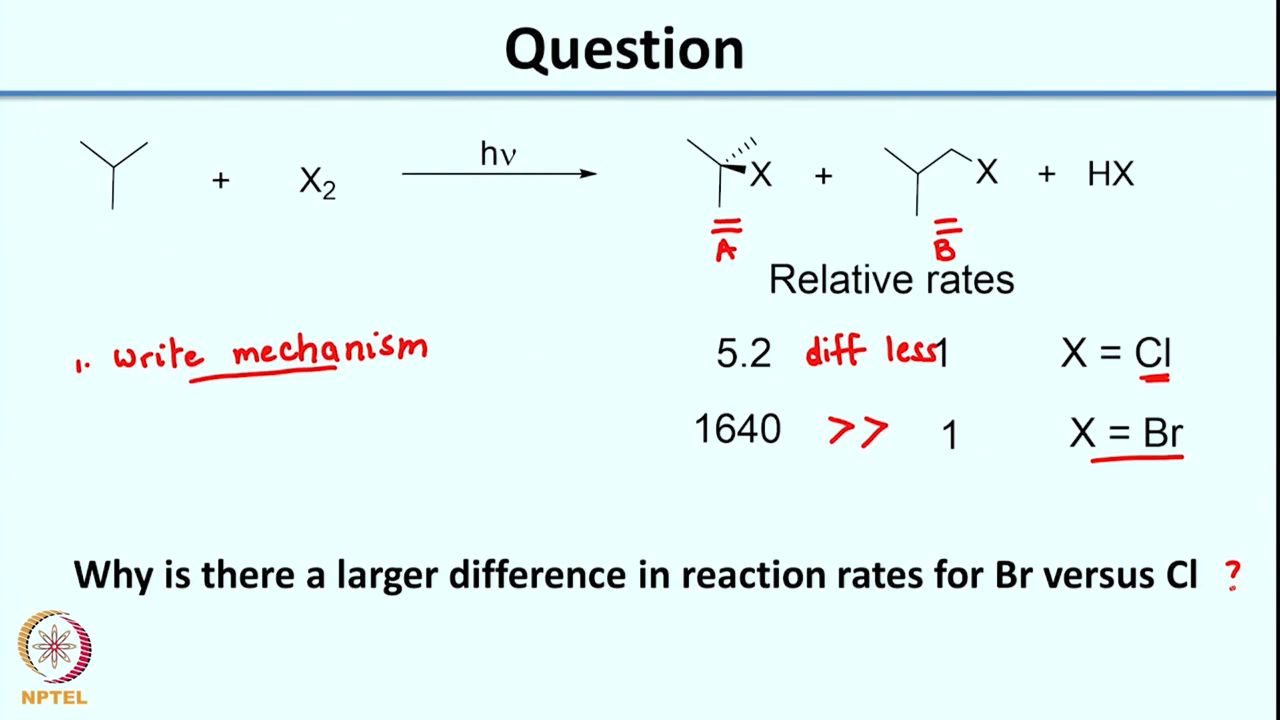 Question
+ X2 hν X + X + HX
A B
Relative rates
1. write mechanism 5.2 diff less 1 X = Cl
1640 >> 1 X = Br
Why is there a larger difference in reaction rates for Br versus Cl ?
NPTEL